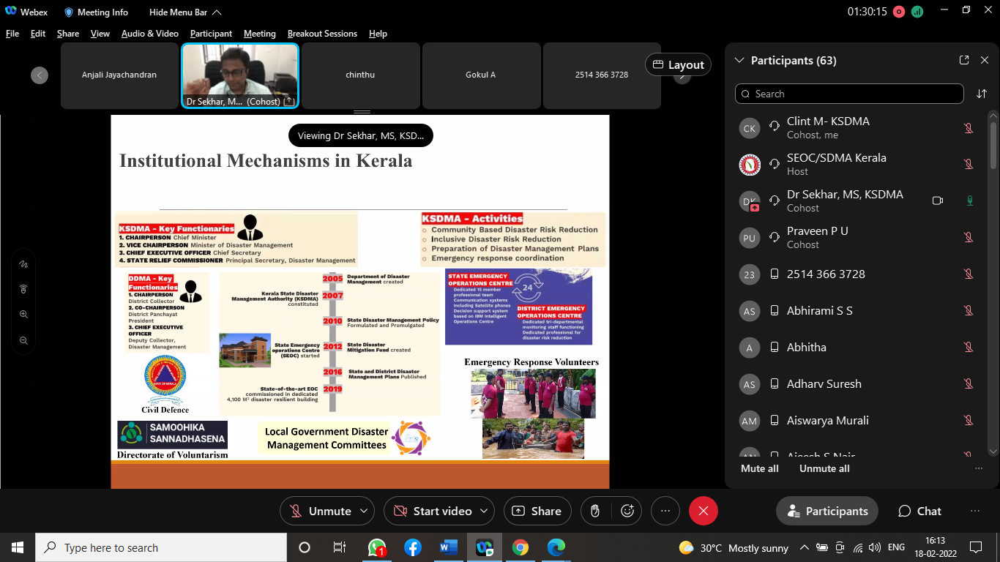 Webex
Meeting Info
Hide Menu Bar
01:30:15
File Edit Share View Audio & Video Participant Meeting Breakout Sessions Help
Anjali Jayachandran
Dr Sekhar, M... (Cohost)
chinthu
Gokul A
2514 366 3728
Layout
Viewing Dr Sekhar, MS, KSD...
Institutional Mechanisms in Kerala
KSDMA - Key Functionaries
1. CHAIRPERSON Chief Minister
2. VICE CHAIRPERSON Minister of Disaster Management
3. CHIEF EXECUTIVE OFFICER Chief Secretary
4. STATE RELIEF COMMISSIONER Principal Secretary, Disaster Management
KSDMA - Activities
Community Based Disaster Risk Reduction
Inclusive Disaster Risk Reduction
Preparation of Disaster Management Plans
Emergency response coordination
DDMA - Key
Functionaries
1. CHAIRPERSON
District Collector
2. CO-CHAIRPERSON
District Panchayat
President
3. CHIEF EXECUTIVE
OFFICER
Deputy Collector,
Disaster Management
2005
Department of Disaster
Management created
Kerala State Disaster
Management Authority (KSDMA)
constituted
2007
2010
State Disaster Management Policy
Formulated and Promulgated
State Emergency
operations Centre
(SEOC) started
2012
State Disaster
Mitigation Fund created
2016
State and District Disaster
Management Plans Published
State-of-the-art EOC
commissioned in dedicated
4,100 M³ disaster resilient building
2019
STATE EMERGENCY
OPERATIONS CENTRE
Dedicated 15 member
professional team
Communication systems
including Satellite phones
Decision support system
based on IBM Intelligent
Operations Centre
24
DISTRICT EMERGENCY
OPERATIONS CENTRE
Dedicated tri-departmental
monitoring staff functioning
Dedicated professional for
disaster risk reduction
Emergency Response Volunteers
Civil Defence
SAMOOHIKA
SANNADHASENA
Directorate of Voluntarism
Local Government Disaster
Management Committees
Participants (63)
Search
CK
Clint M- KSDMA
Cohost, me
SEOC/SDMA Kerala
Host
DK
Dr Sekhar, MS, KSDMA
Cohost
PU
Praveen P U
Cohost
23
2514 366 3728
AS
Abhirami S S
A
Abhitha
AS
Adharv Suresh
AM
Aiswarya Murali
AN
Ajeesh S Nair
Mute all
Unmute all
Unmute
Start video
Share
Participants
Chat
Type here to search
1
30°C Mostly sunny
ENG
16:13
18-02-2022